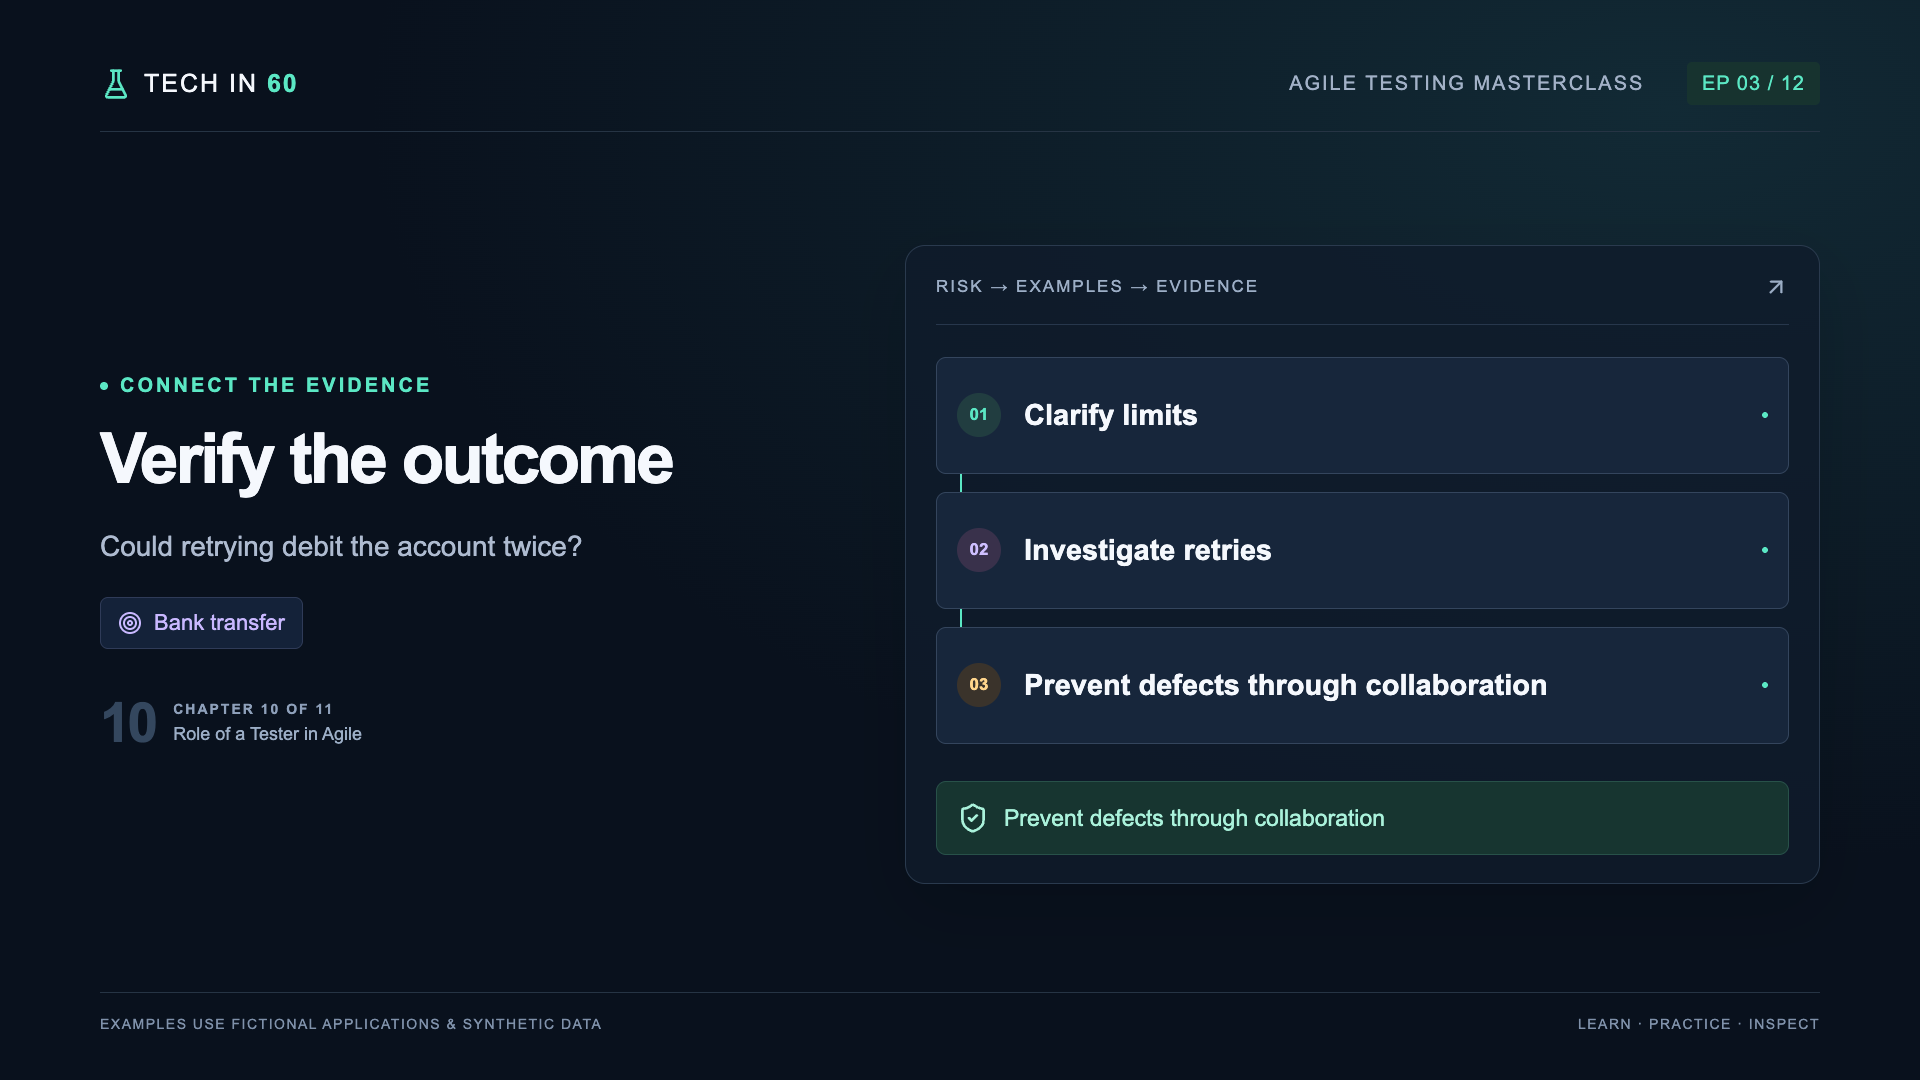 TECH IN 60
AGILE TESTING MASTERCLASS
EP 03 / 12
• CONNECT THE EVIDENCE
Verify the outcome
Could retrying debit the account twice?
Bank transfer
10
CHAPTER 10 OF 11
Role of a Tester in Agile
RISK → EXAMPLES → EVIDENCE
01
Clarify limits
02
Investigate retries
03
Prevent defects through collaboration
Prevent defects through collaboration
EXAMPLES USE FICTIONAL APPLICATIONS & SYNTHETIC DATA
LEARN · PRACTICE · INSPECT